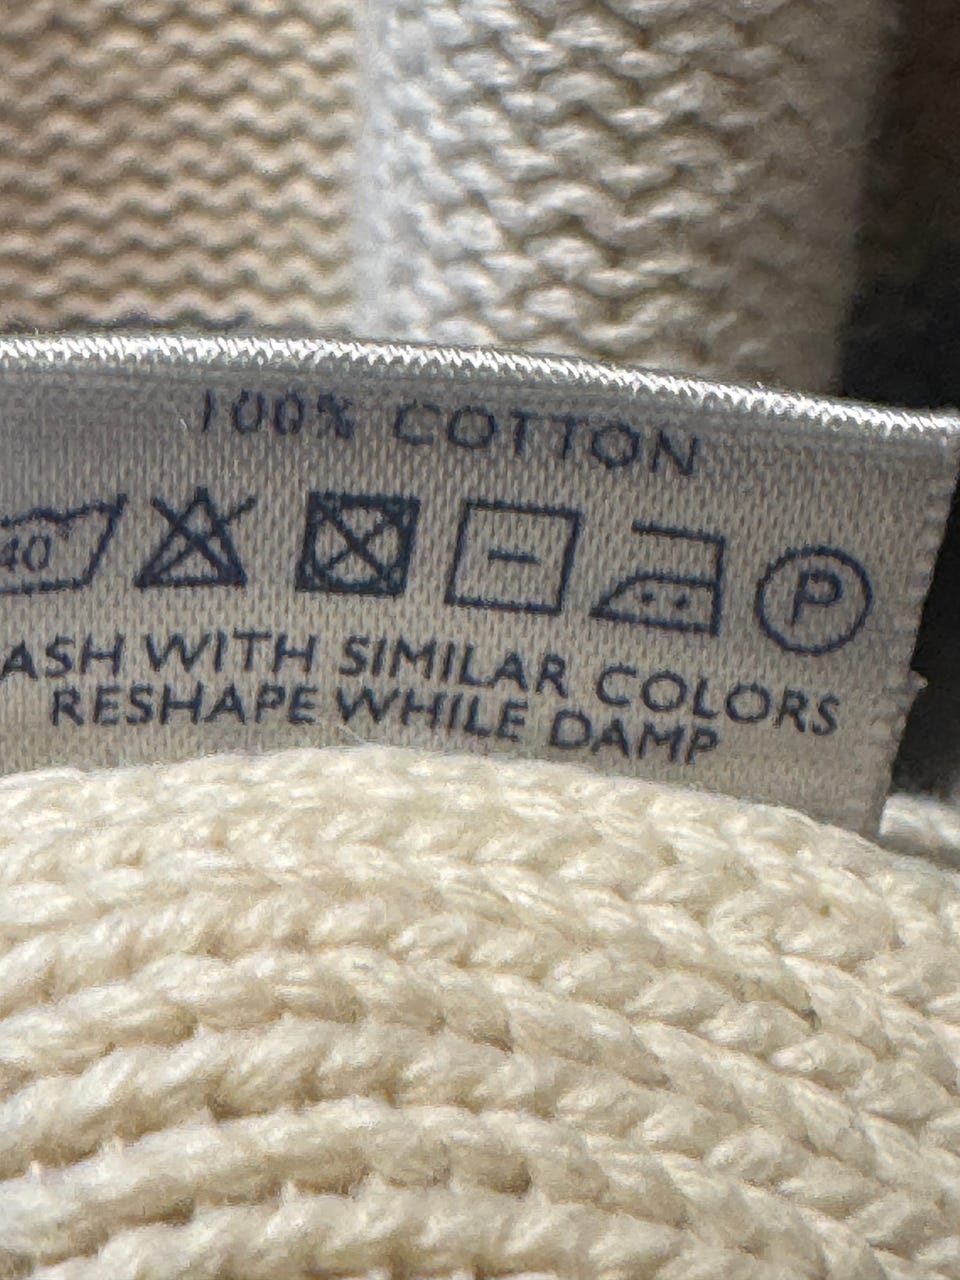 100% COTTON
40° P
ASH WITH SIMILAR COLORS
RESHAPE WHILE DAMP